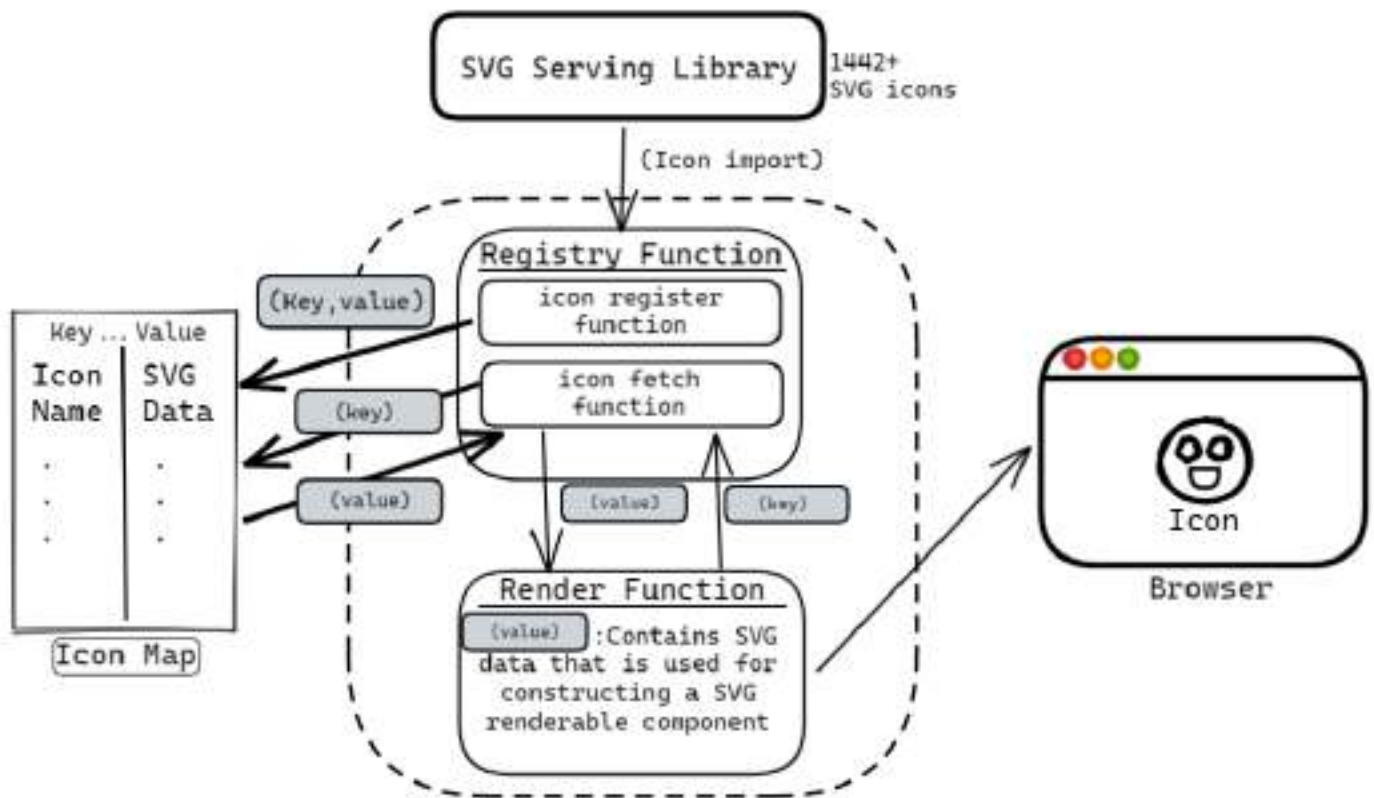 SVG Serving Library
1442+
SVG icons
(Icon import)
Registry Function
(Key,value)
icon register
function
Key ... Value
Icon
Name
SVG
Data
icon fetch
function
(key)
(value)
(value)
(key)
Icon
Browser
Render Function
(value) :Contains SVG
data that is used for
constructing a SVG
renderable component
Icon Map